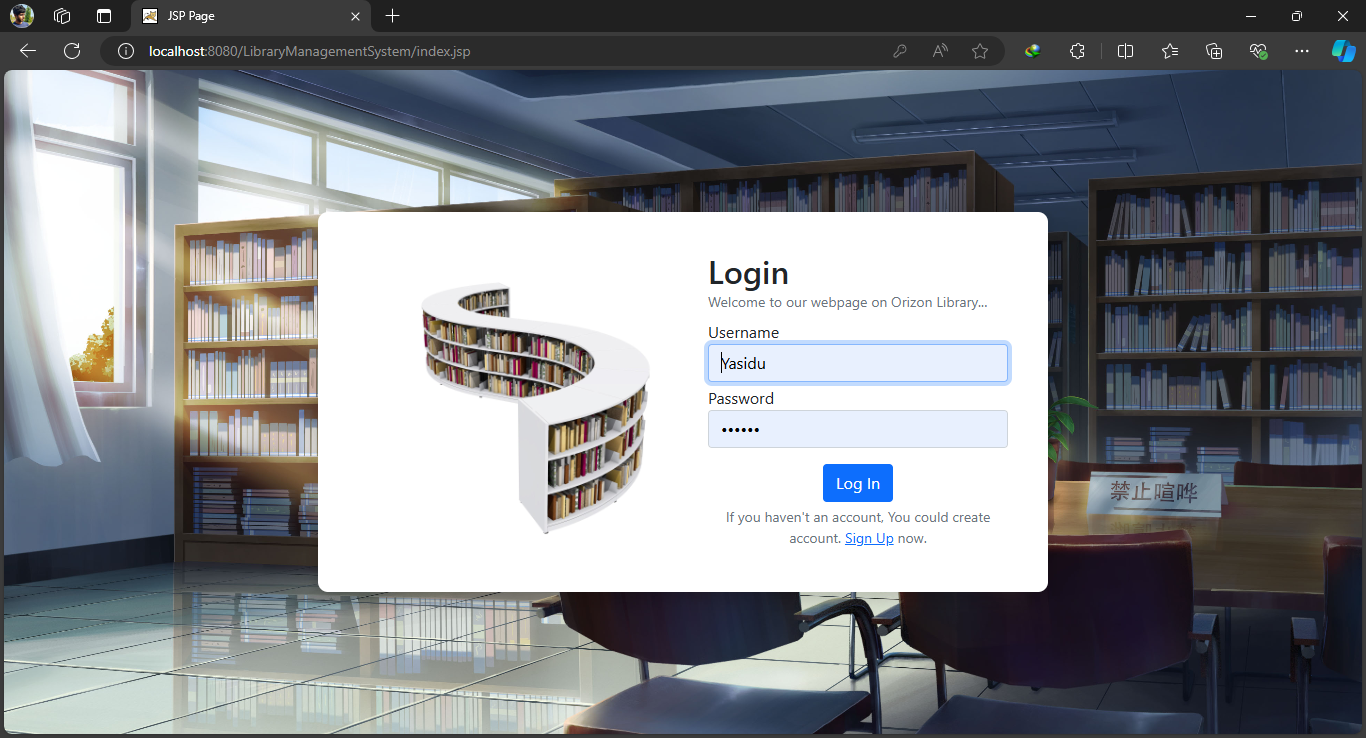 JSP Page
localhost:8080/LibraryManagementSystem/index.jsp
Login
Welcome to our webpage on Orizon Library...
Username
Yasidu
Password
••••••
Log In
If you haven't an account, You could create
account. Sign Up now.
禁止喧哗